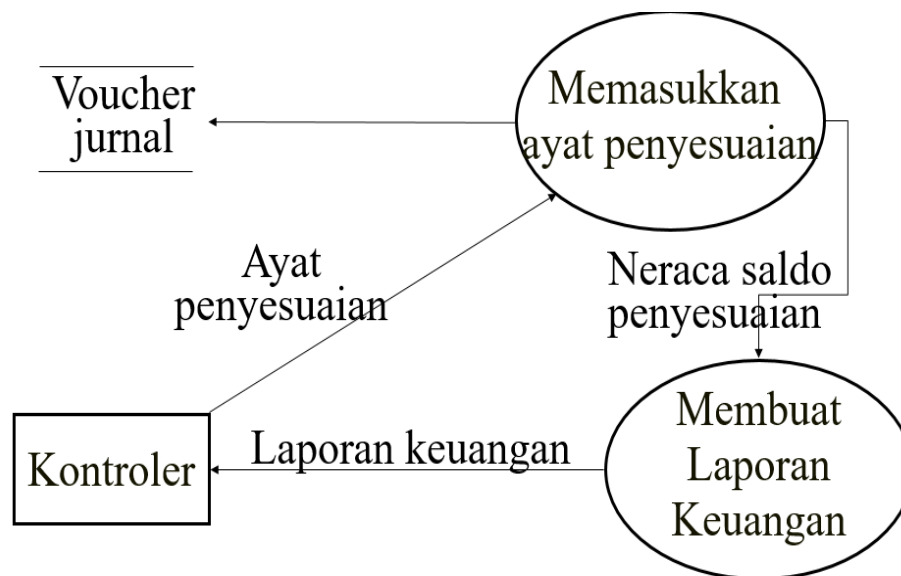 Voucher
jurnal
Memasukkan
ayat penyesuaian
Ayat
penyesuaian
Neraca saldo
penyesuaian
Kontroler
Laporan keuangan
Membuat
Laporan
Keuangan